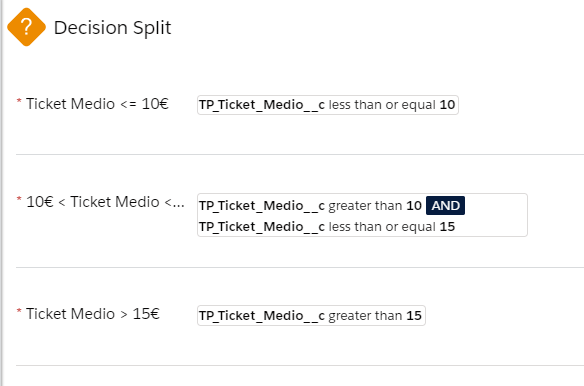 ?
Decision Split
* Ticket Medio <= 10€ TP_Ticket_Medio__c less than or equal 10
* 10€ < Ticket Medio <... TP_Ticket_Medio__c greater than 10 AND
TP_Ticket_Medio__c less than or equal 15
* Ticket Medio > 15€ TP_Ticket_Medio__c greater than 15